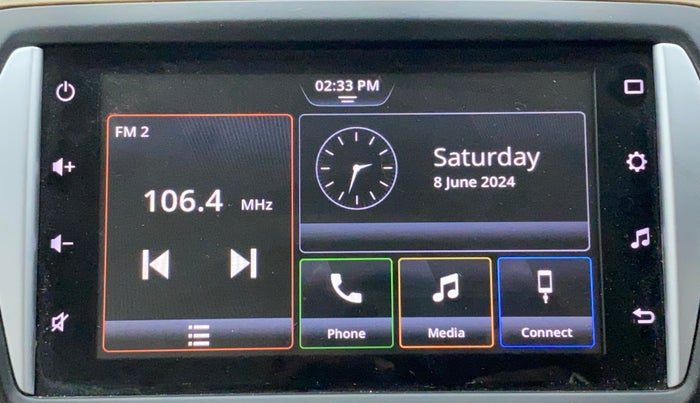 02:33 PM
FM 2
106.4 MHz
Saturday
8 June 2024
Phone
Media
Connect